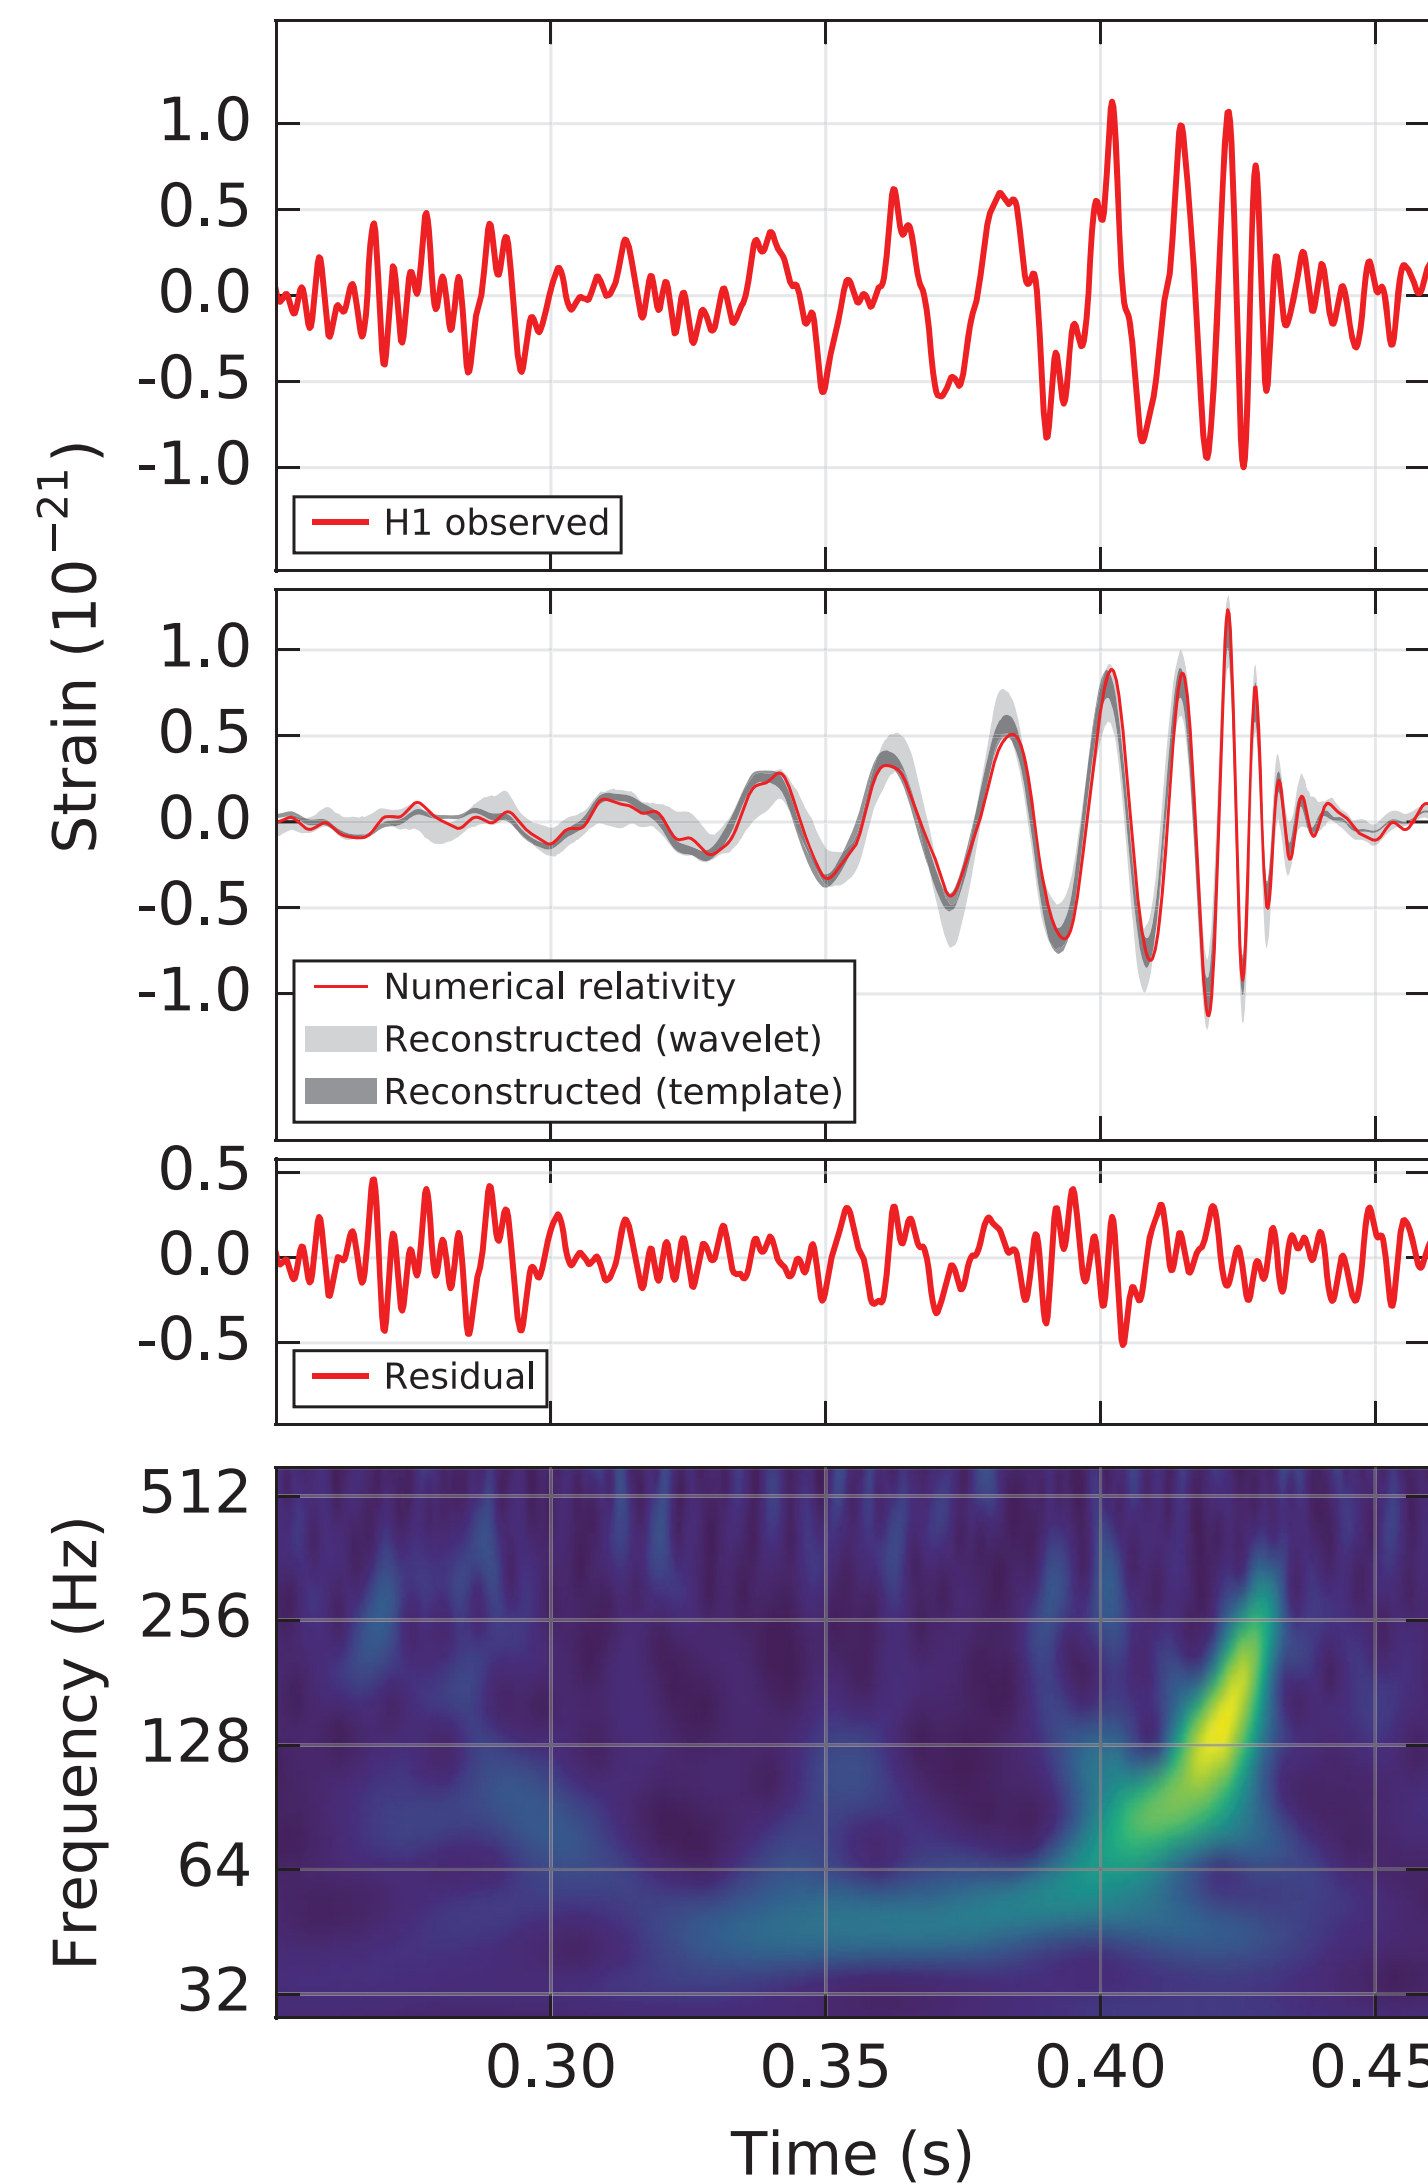 Strain (10−21)
1.0
0.5
0.0
-0.5
-1.0
H1 observed
1.0
0.5
0.0
-0.5
-1.0
Numerical relativity
Reconstructed (wavelet)
Reconstructed (template)
0.5
0.0
-0.5
Residual
Frequency (Hz)
512
256
128
64
32
0.30 0.35 0.40 0.45
Time (s)